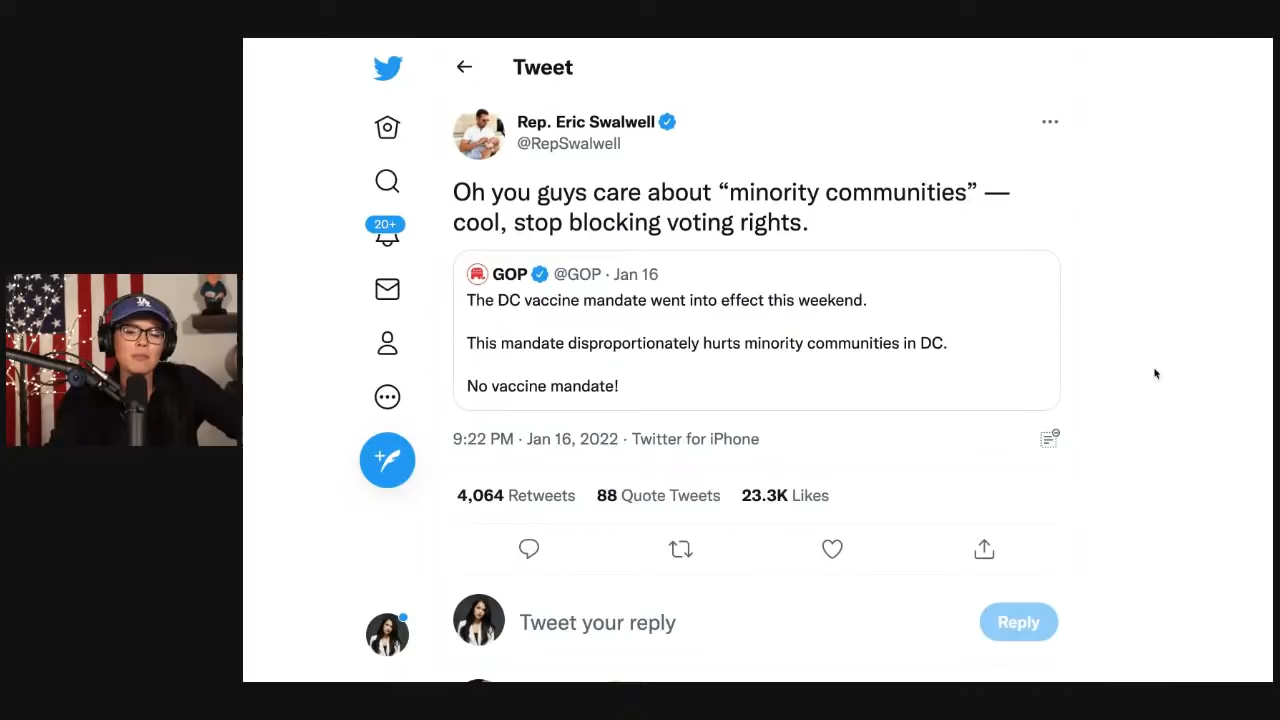 Tweet
Rep. Eric Swalwell
@RepSwalwell
Oh you guys care about “minority communities” —
cool, stop blocking voting rights.
20+
GOP @GOP · Jan 16
The DC vaccine mandate went into effect this weekend.
This mandate disproportionately hurts minority communities in DC.
No vaccine mandate!
9:22 PM · Jan 16, 2022 · Twitter for iPhone
4,064 Retweets 88 Quote Tweets 23.3K Likes
Tweet your reply
Reply
LA